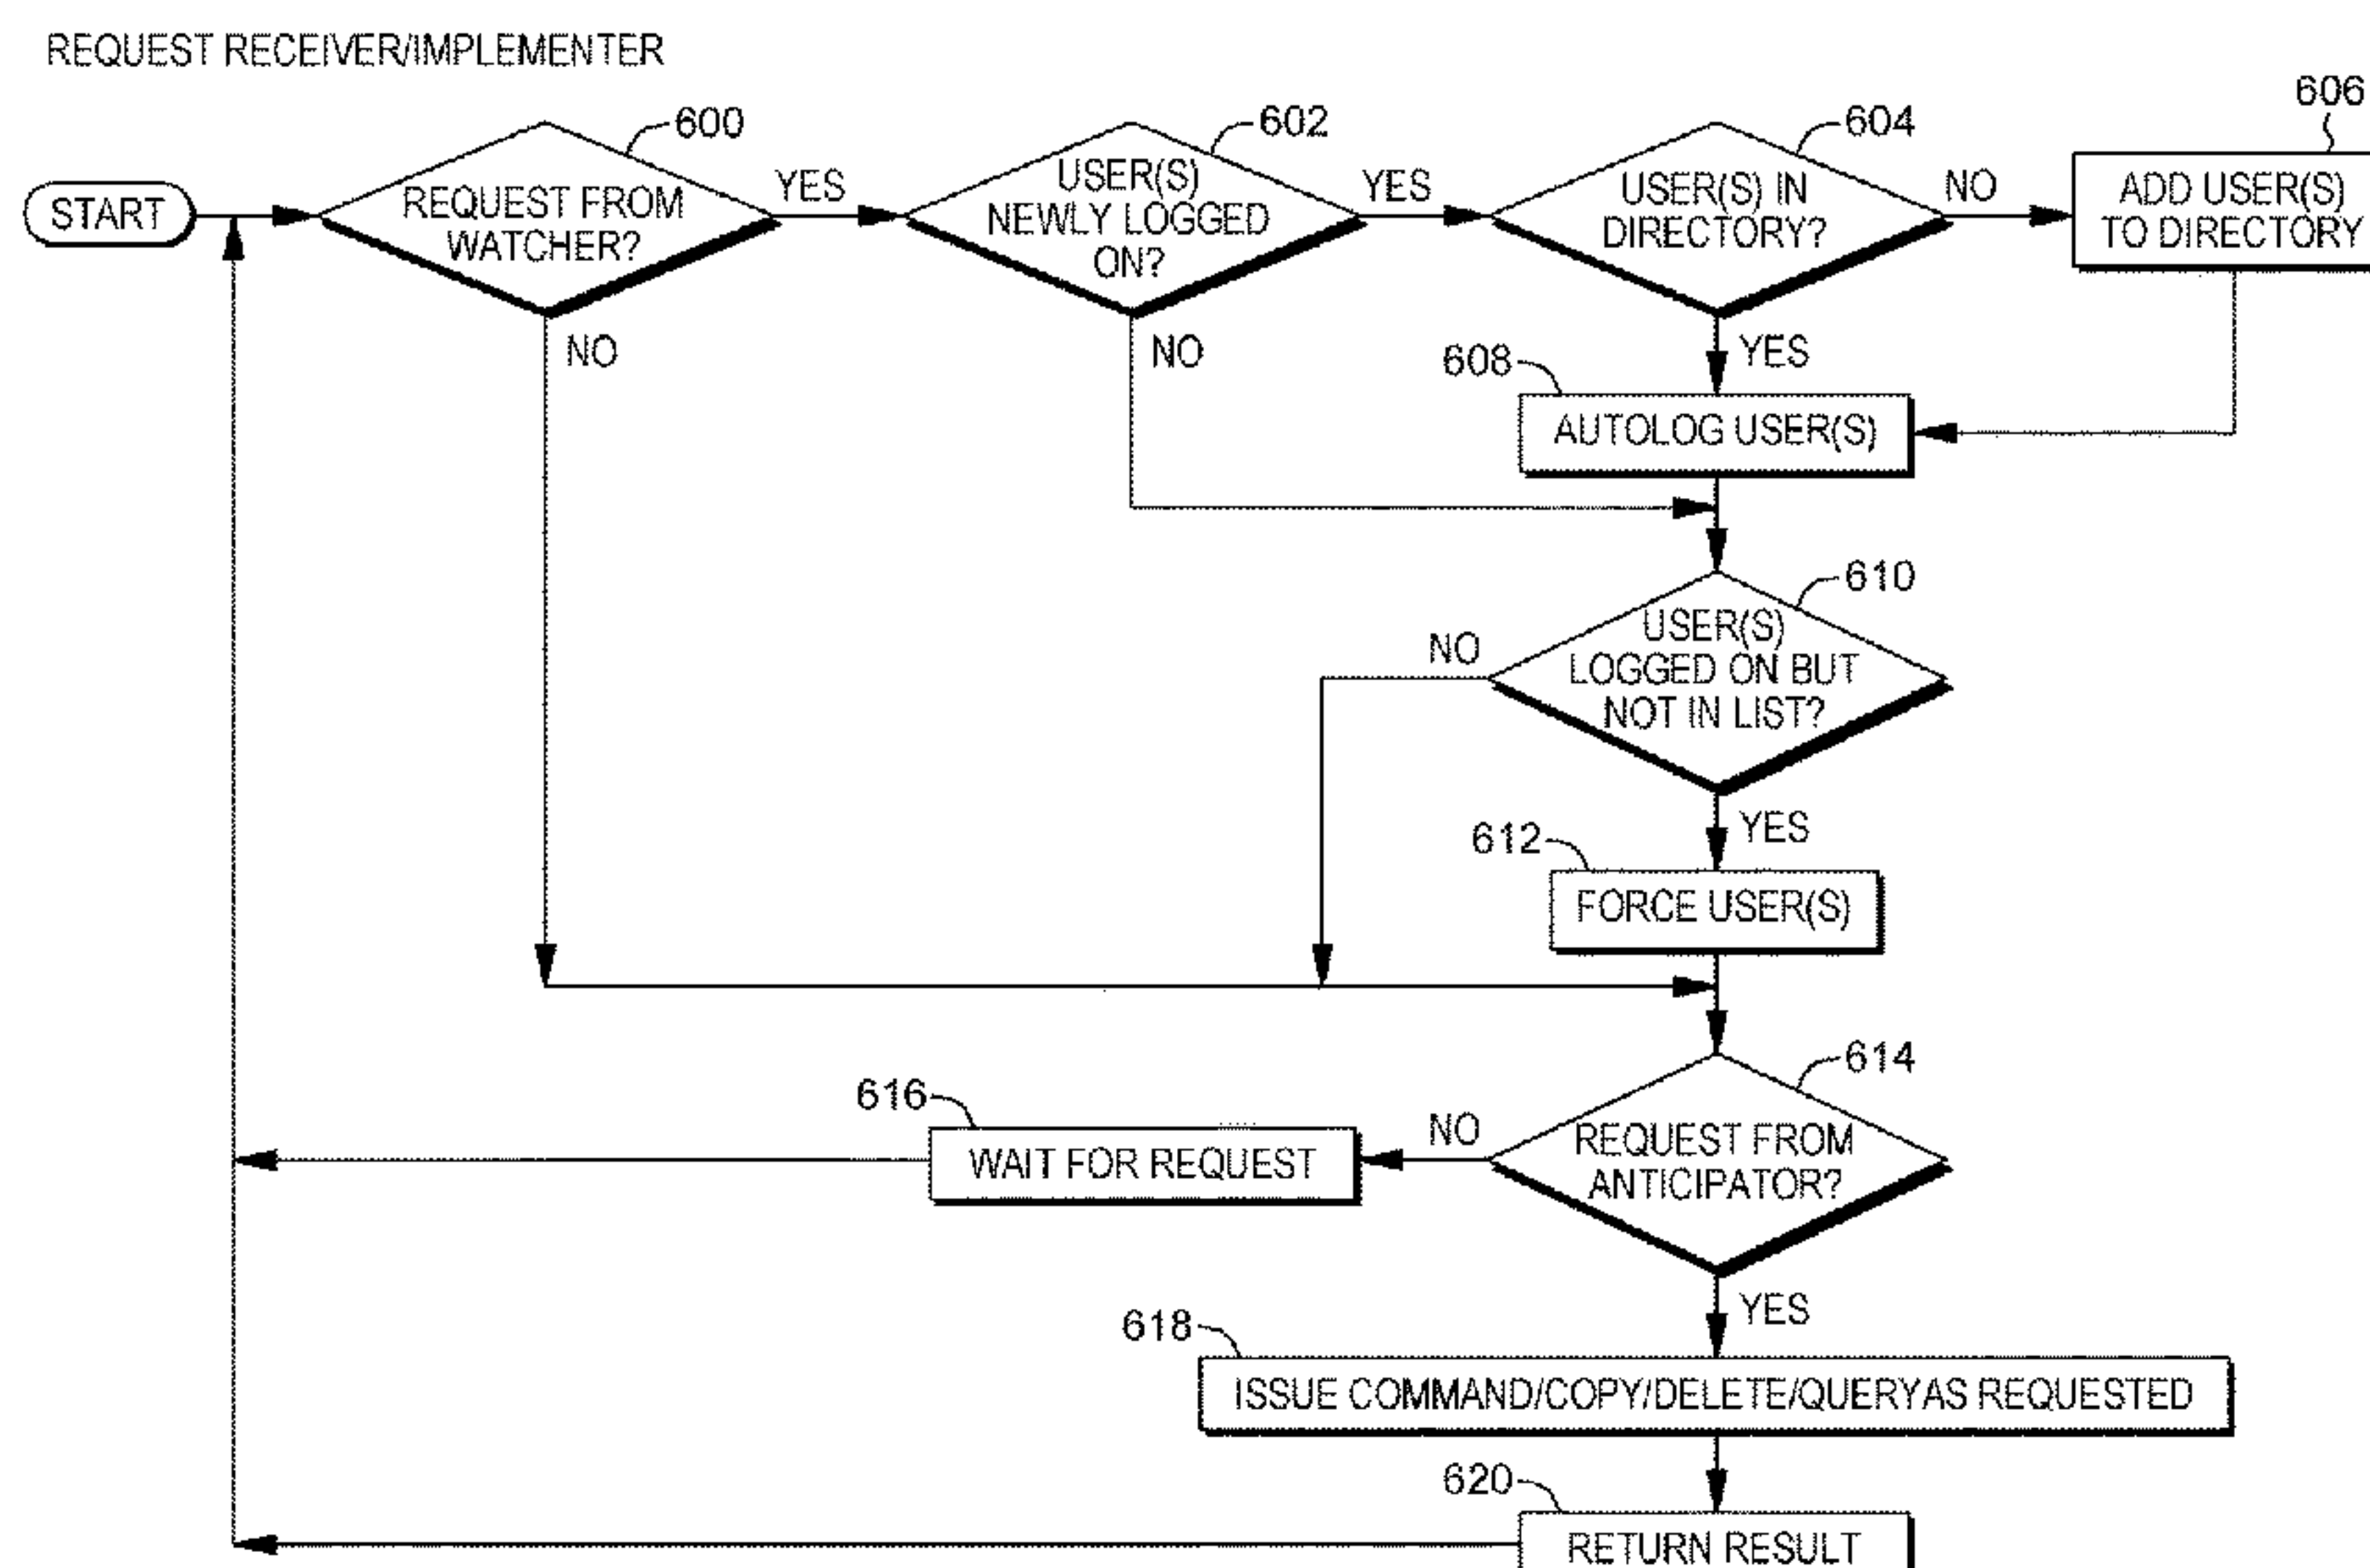 REQUEST RECEIVER/IMPLEMENTER
606
600
602
604
START
REQUEST FROM
WATCHER?
YES
USER(S)
NEWLY LOGGED
ON?
YES
USER(S) IN
DIRECTORY?
NO
ADD USER(S)
TO DIRECTORY
NO
NO
YES
608
AUTOLOG USER(S)
610
NO
USER(S)
LOGGED ON BUT
NOT IN LIST?
YES
612
FORCE USER(S)
614
616
NO
WAIT FOR REQUEST
REQUEST FROM
ANTICIPATOR?
YES
618
ISSUE COMMAND/COPY/DELETE/QUERY AS REQUESTED
620
RETURN RESULT